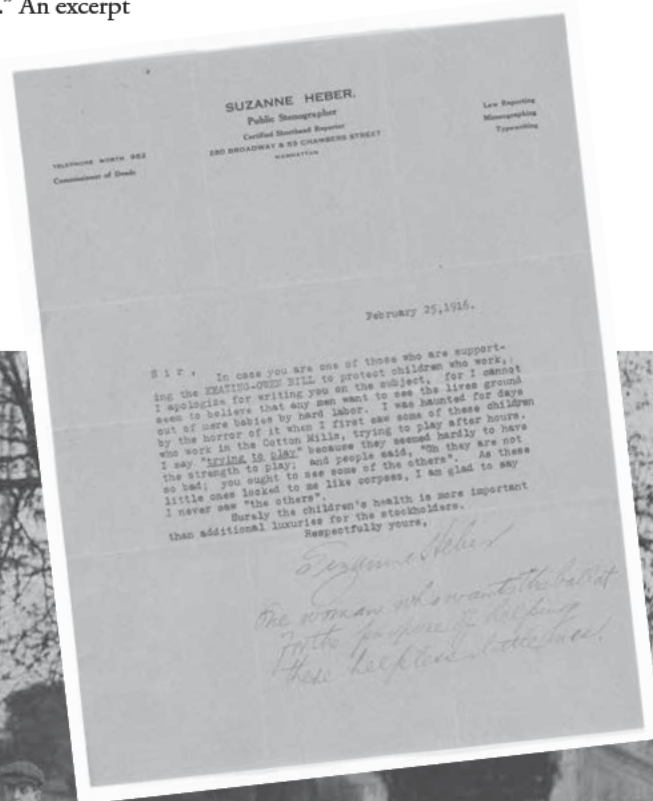 .” An excerpt
SUZANNE HEBER.
Public Stenographer
Certified Shorthand Reporter
280 BROADWAY & 53 CHAMBERS STREET
MANHATTAN
TELEPHONE WORTH 952
Commissioner of Deeds
Law Reporting
Mimeographing
Typewriting
February 25,1916.
S i r , In case you are one of those who are support-
ing the KEATING-OWEN BILL to protect children who work,
I apologize for writing you on the subject, for I cannot
seem to believe that any men want to see the lives ground
out of mere babies by hard labor. I was haunted for days
by the horror of it when I first saw some of these children
who work in the Cotton Mills, trying to play after hours.
I say "trying to play" because they seemed hardly to have
the strength to play; and people said, "Oh they are not
so bad; you ought to see some of the others". As these
little ones looked to me like corpses, I am glad to say
I never saw "the others".
Surely the children's health is more important
than additional luxuries for the stockholders.
Respectfully yours,
Suzanne Heber
One woman who wants the ballot
for the purpose of helping
these helpless little ones.